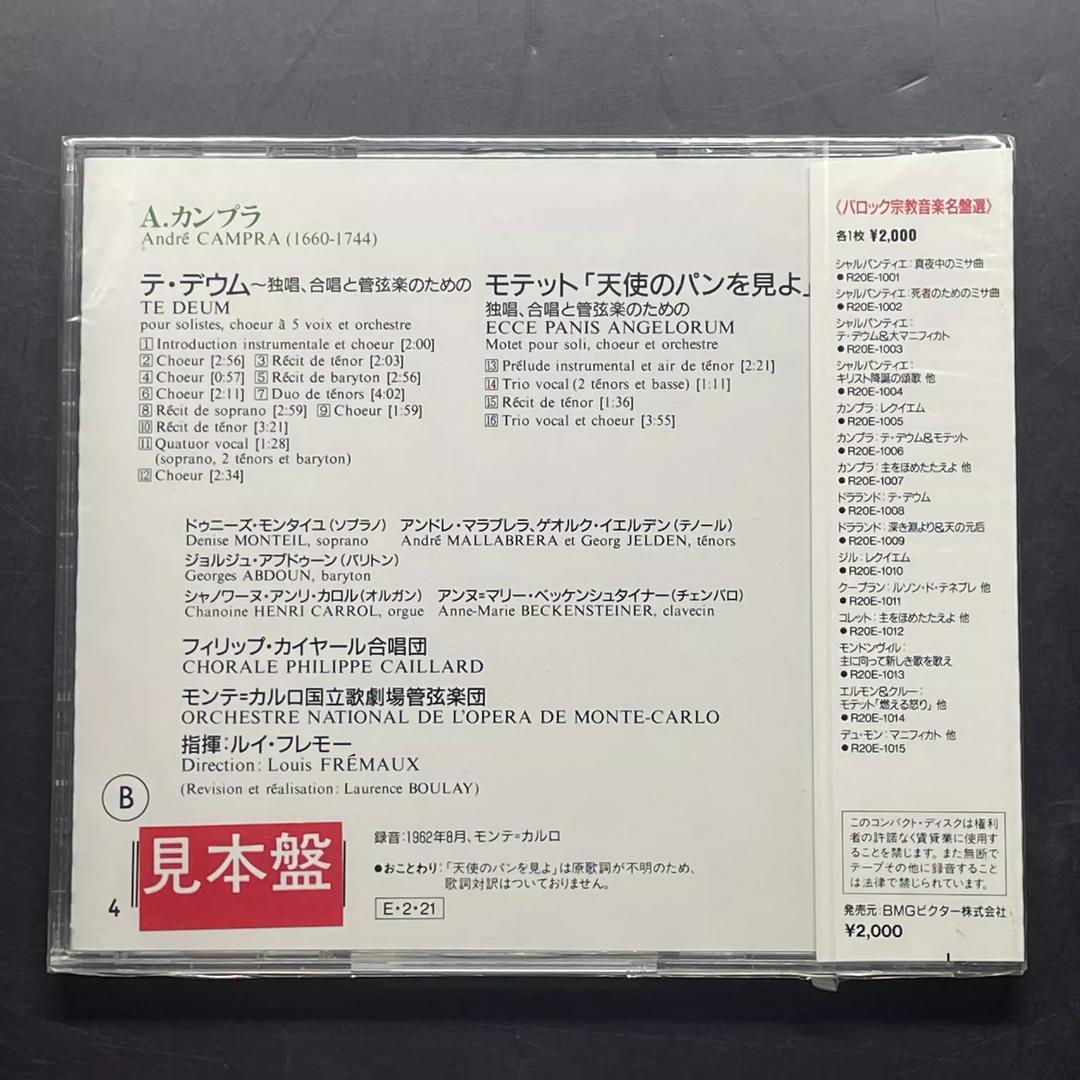 A.カンプラ
André CAMPRA (1660-1744)
テ・デウム〜独唱、合唱と管弦楽のための
TE DEUM
pour solistes, choeur à 5 voix et orchestre
1 Introduction instrumentale et choeur [2:00]
2 Choeur [2:56] 3 Récit de ténor [2:03]
4 Choeur [0:57] 5 Récit de baryton [2:56]
6 Choeur [2:11] 7 Duo de ténors [4:02]
8 Récit de soprano [2:59] 9 Choeur [1:59]
10 Récit de ténor [3:21]
11 Quatuor vocal [1:28]
(soprano, 2 ténors et baryton)
12 Choeur [2:34]
モテット「天使のパンを見よ」
独唱、合唱と管弦楽のための
ECCE PANIS ANGELORUM
Motet pour soli, choeur et orchestre
13 Prélude instrumental et air de ténor [2:21]
14 Trio vocal (2 ténors et basse) [1:11]
15 Récit de ténor [1:36]
16 Trio vocal et choeur [3:55]
ドゥニーズ・モンタイユ(ソプラノ) アンドレ・マラブレラ、ゲオルク・イエルデン(テノール)
Denise MONTEIL, soprano André MALLABRERA et Georg JELDEN, ténors
ジョルジュ・アブドゥーン(バリトン)
Georges ABDOUN, baryton
シャノワーヌ・アンリ・カロル(オルガン) アンヌ=マリー・ベッケンシュタイナー(チェンバロ)
Chanoine HENRI CARROL, orgue Anne-Marie BECKENSTEINER, clavecin
フィリップ・カイヤール合唱団
CHORALE PHILIPPE CAILLARD
モンテ=カルロ国立歌劇場管弦楽団
ORCHESTRE NATIONAL DE L'OPERA DE MONTE-CARLO
指揮:ルイ・フレモー
Direction: Louis FRÉMAUX
(Revision et réalisation: Laurence BOULAY)
B
見本盤
4
録音:1962年8月、モンテ=カルロ
●おことわり:「天使のパンを見よ」は原歌詞が不明のため、
歌詞対訳はついておりません。
E・2・21
《バロック宗教音楽名盤選》
各1枚 ¥2,000
シャルパンティエ:真夜中のミサ曲
●R20E-1001
シャルパンティエ:死者のためのミサ曲
●R20E-1002
シャルパンティエ:
テ・デウム&大マニフィカト
●R20E-1003
シャルパンティエ:
キリスト降誕の頌歌 他
●R20E-1004
カンプラ:レクイエム
●R20E-1005
カンプラ:テ・デウム&モテット
●R20E-1006
カンプラ:主をほめたたえよ 他
●R20E-1007
ドラランド:テ・デウム
●R20E-1008
ドラランド:深き淵より&天の元后
●R20E-1009
ジル:レクイエム
●R20E-1010
クープラン:ルソン・ド・テネブレ 他
●R20E-1011
コレット:主をほめたたえよ 他
●R20E-1012
モンドンヴィル:
主に向って新しき歌を歌え
●R20E-1013
エルモン&クルー:
モテット「燃える怒り」他
●R20E-1014
デュ・モン:マニフィカト 他
●R20E-1015
このコンパクト・ディスクは権利
者の許諾なく賃貸業に使用す
ることを禁じます。また無断で
テープその他に録音すること
は法律で禁じられています。
発売元:BMGビクター株式会社
¥2,000